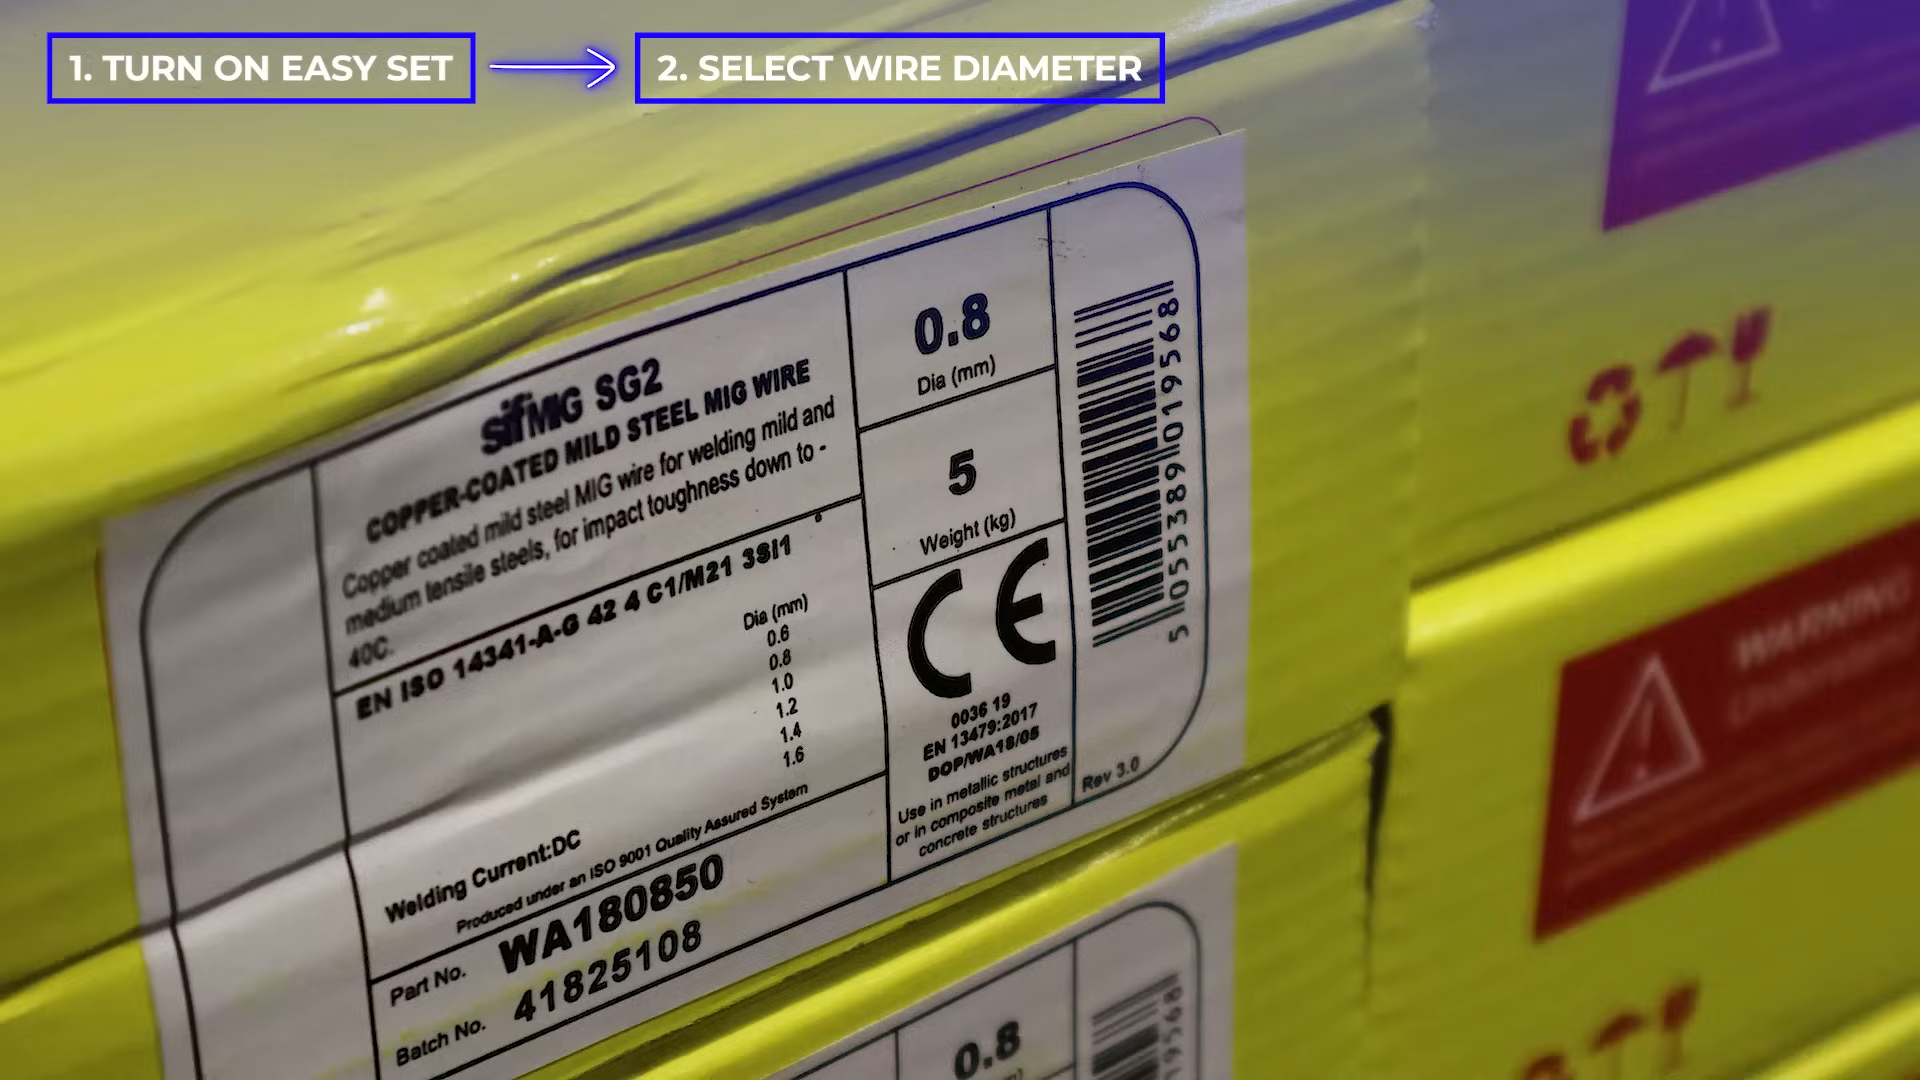 1. TURN ON EASY SET
2. SELECT WIRE DIAMETER
sifMIG SG2
COPPER-COATED MILD STEEL MIG WIRE
Copper coated mild steel MIG wire for welding mild and
medium tensile steels, for impact toughness down to -
40C.
EN ISO 14341-A-G 42 4 C1/M21 3Si1
Dia (mm)
0.6
0.8
1.0
1.2
1.4
1.6
Welding Current:DC
Produced under an ISO 9001 Quality Assured System
Part No. WA180850
Batch No. 41825108
0.8
Dia (mm)
5
Weight (kg)
CE
0036 19
EN 13479:2017
DOP/WA18/05
Use in metallic structures
or in composite metal and
concrete structures
5 055389 019568
Rev 3.0
WARNING
0.8
19568